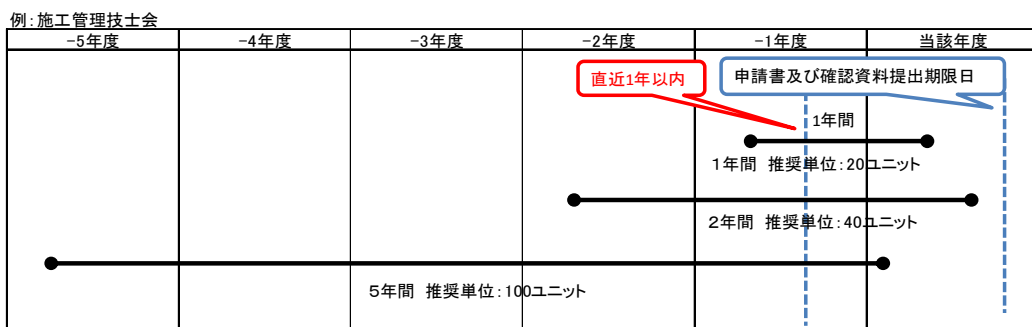 例：施工管理技士会
－5年度 －4年度 －3年度 －2年度 －1年度 当該年度
直近1年以内 申請書及び確認資料提出期限日
1年間
1年間 推奨単位：20ユニット
２年間 推奨単位：40ユニット
５年間 推奨単位：100ユニット